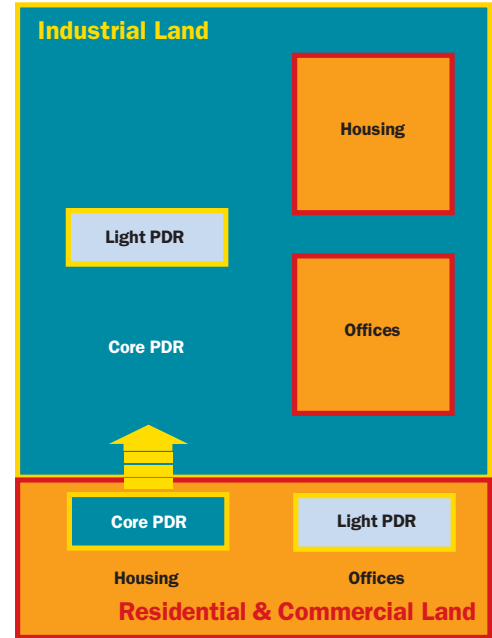 Industrial Land
Housing
Light PDR
Offices
Core PDR
Core PDR
Light PDR
Housing
Offices
Residential & Commercial Land